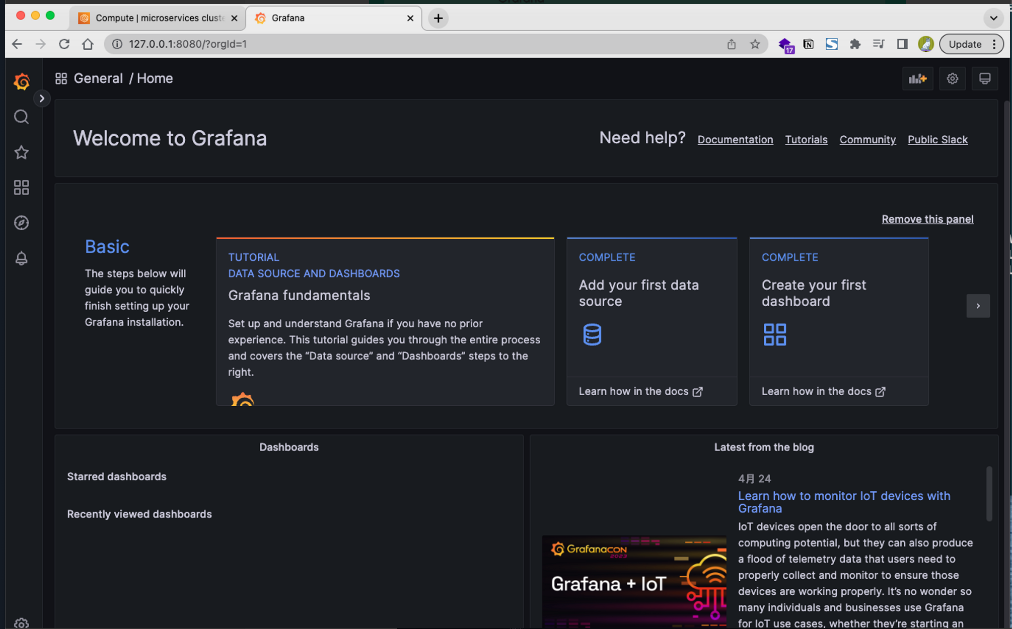 Compute | microservices cluste
Grafana
127.0.0.1:8080/?orgId=1
17
Update
General / Home
Welcome to Grafana
Need help?
Documentation
Tutorials
Community
Public Slack
Remove this panel
Basic
The steps below will
guide you to quickly
finish setting up your
Grafana installation.
TUTORIAL
DATA SOURCE AND DASHBOARDS
Grafana fundamentals
Set up and understand Grafana if you have no prior
experience. This tutorial guides you through the entire process
and covers the "Data source" and "Dashboards" steps to the
right.
COMPLETE
Add your first data
source
Learn how in the docs
COMPLETE
Create your first
dashboard
Learn how in the docs
Dashboards
Starred dashboards
Recently viewed dashboards
Latest from the blog
GrafanaCON
2023
Grafana + IoT
4月 24
Learn how to monitor IoT devices with
Grafana
IoT devices open the door to all sorts of
computing potential, but they can also produce
a flood of telemetry data that users need to
properly collect and monitor to ensure those
devices are working properly. It's no wonder so
many individuals and businesses use Grafana
for IoT use cases, whether they're starting an